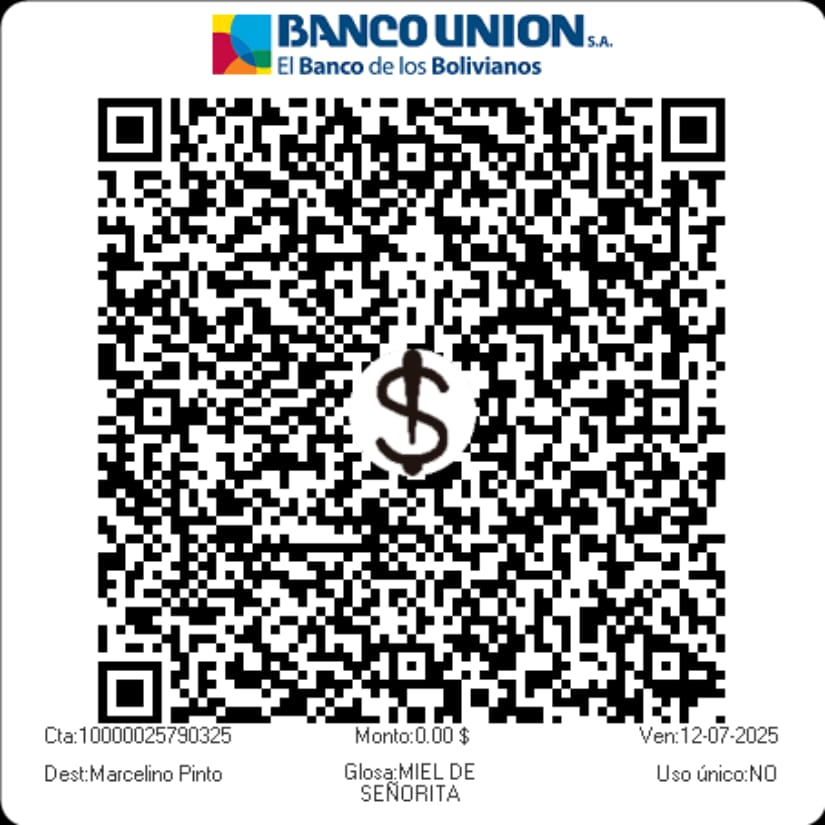 BANCO UNION S.A.
El Banco de los Bolivianos
$
Cta:10000025790325 Monto:0.00 $ Ven:12-07-2025
Dest:Marcelino Pinto Glosa:MIEL DE SEÑORITA Uso único:NO